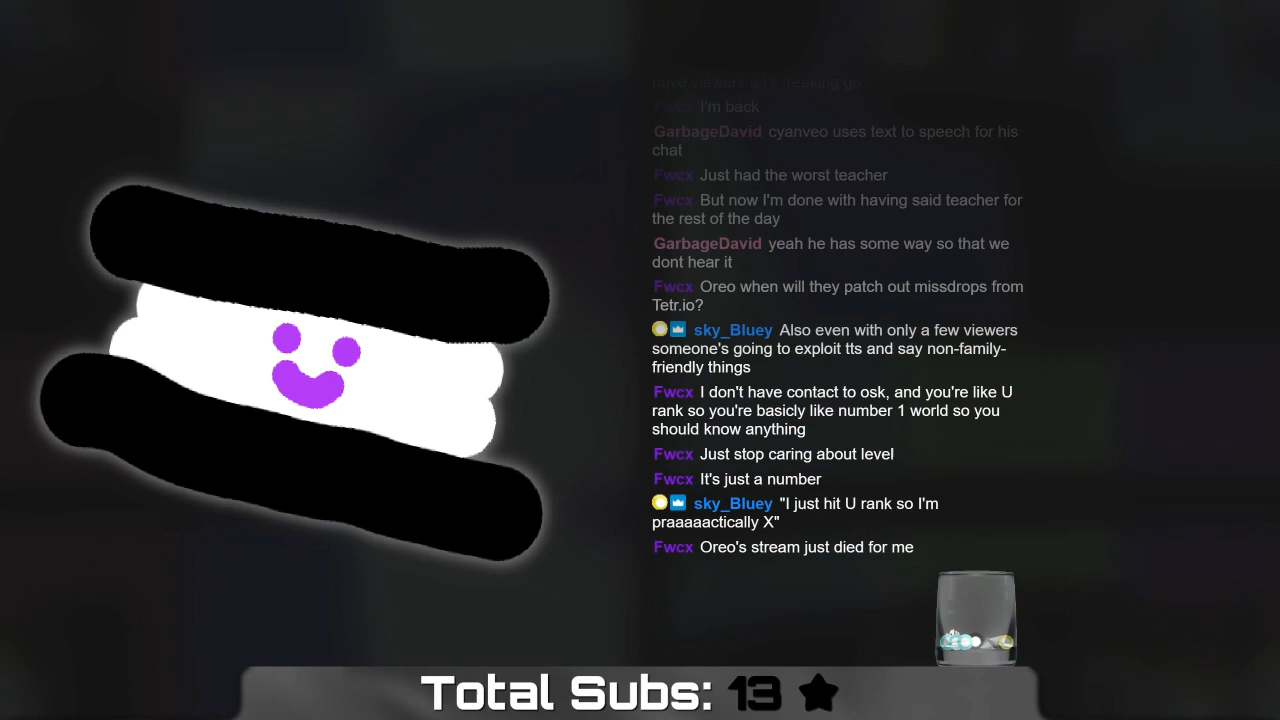 have viewers let's freaking go
Fwcx I'm back
GarbageDavid cyanveo uses text to speech for his
chat
Fwcx Just had the worst teacher
Fwcx But now I'm done with having said teacher for
the rest of the day
GarbageDavid yeah he has some way so that we
dont hear it
Fwcx Oreo when will they patch out missdrops from
Tetr.io?
sky_Bluey Also even with only a few viewers
someone's going to exploit tts and say non-family-
friendly things
Fwcx I don't have contact to osk, and you're like U
rank so you're basicly like number 1 world so you
should know anything
Fwcx Just stop caring about level
Fwcx It's just a number
sky_Bluey "I just hit U rank so I'm
praaaaactically X"
Fwcx Oreo's stream just died for me
Total Subs: 13